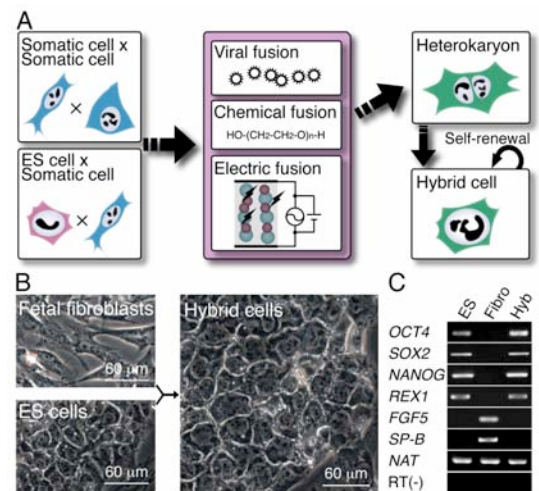 A
Somatic cell x
Somatic cell
×
ES cell x
Somatic cell
×
Viral fusion
Chemical fusion
HO-(CH2-CH2-O)n-H
Electric fusion
Heterokaryon
Self-renewal
Hybrid cell
B
Fetal fibroblasts
60 μm
ES cells
60 μm
Hybrid cells
60 μm
C
ES Fibro Hyb
OCT4
SOX2
NANOG
REX1
FGF5
SP-B
NAT
RT(-)